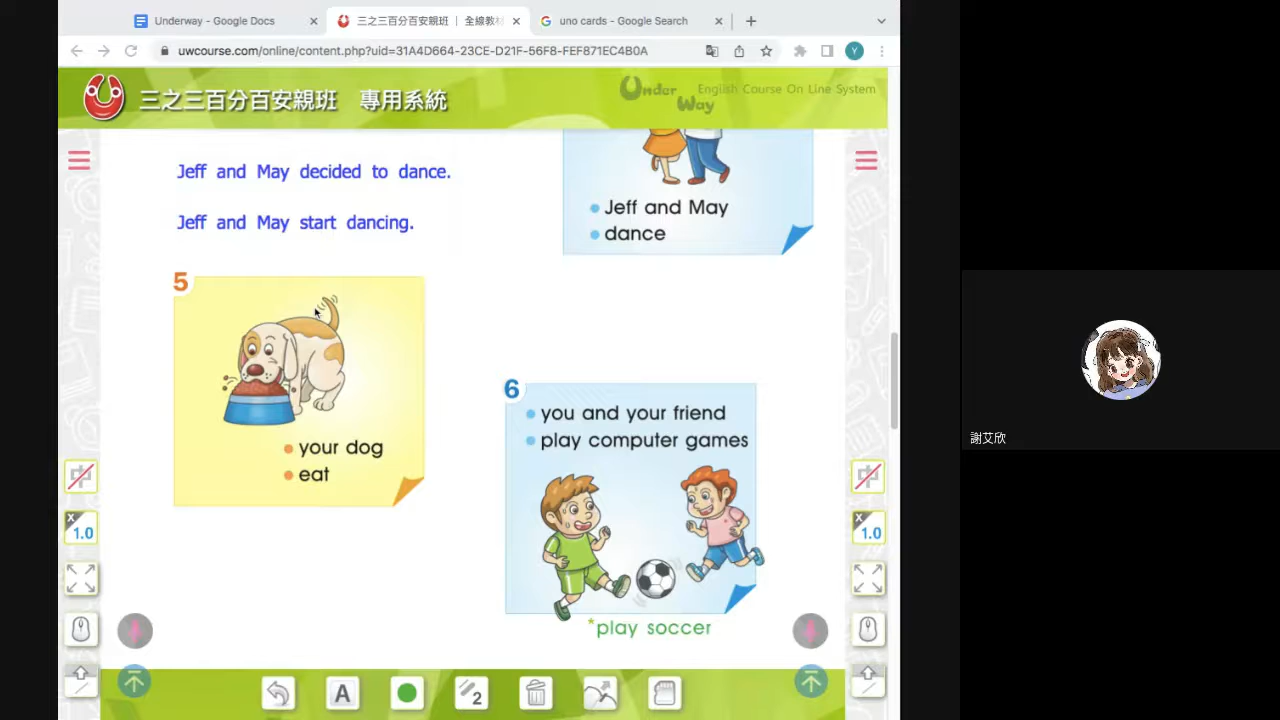 Underway - Google Docs
三之三百分百安親班 | 全線教材
uno cards - Google Search
uwcourse.com/online/content.php?uid=31A4D664-23CE-D21F-56F8-FEF871EC4B0A
Y
三之三百分百安親班 專用系統
Under Way
English Course On Line System
Jeff and May decided to dance.
Jeff and May start dancing.
Jeff and May
dance
5
your dog
eat
6
you and your friend
play computer games
*play soccer
X 1.0
X 1.0
A
2
謝艾欣